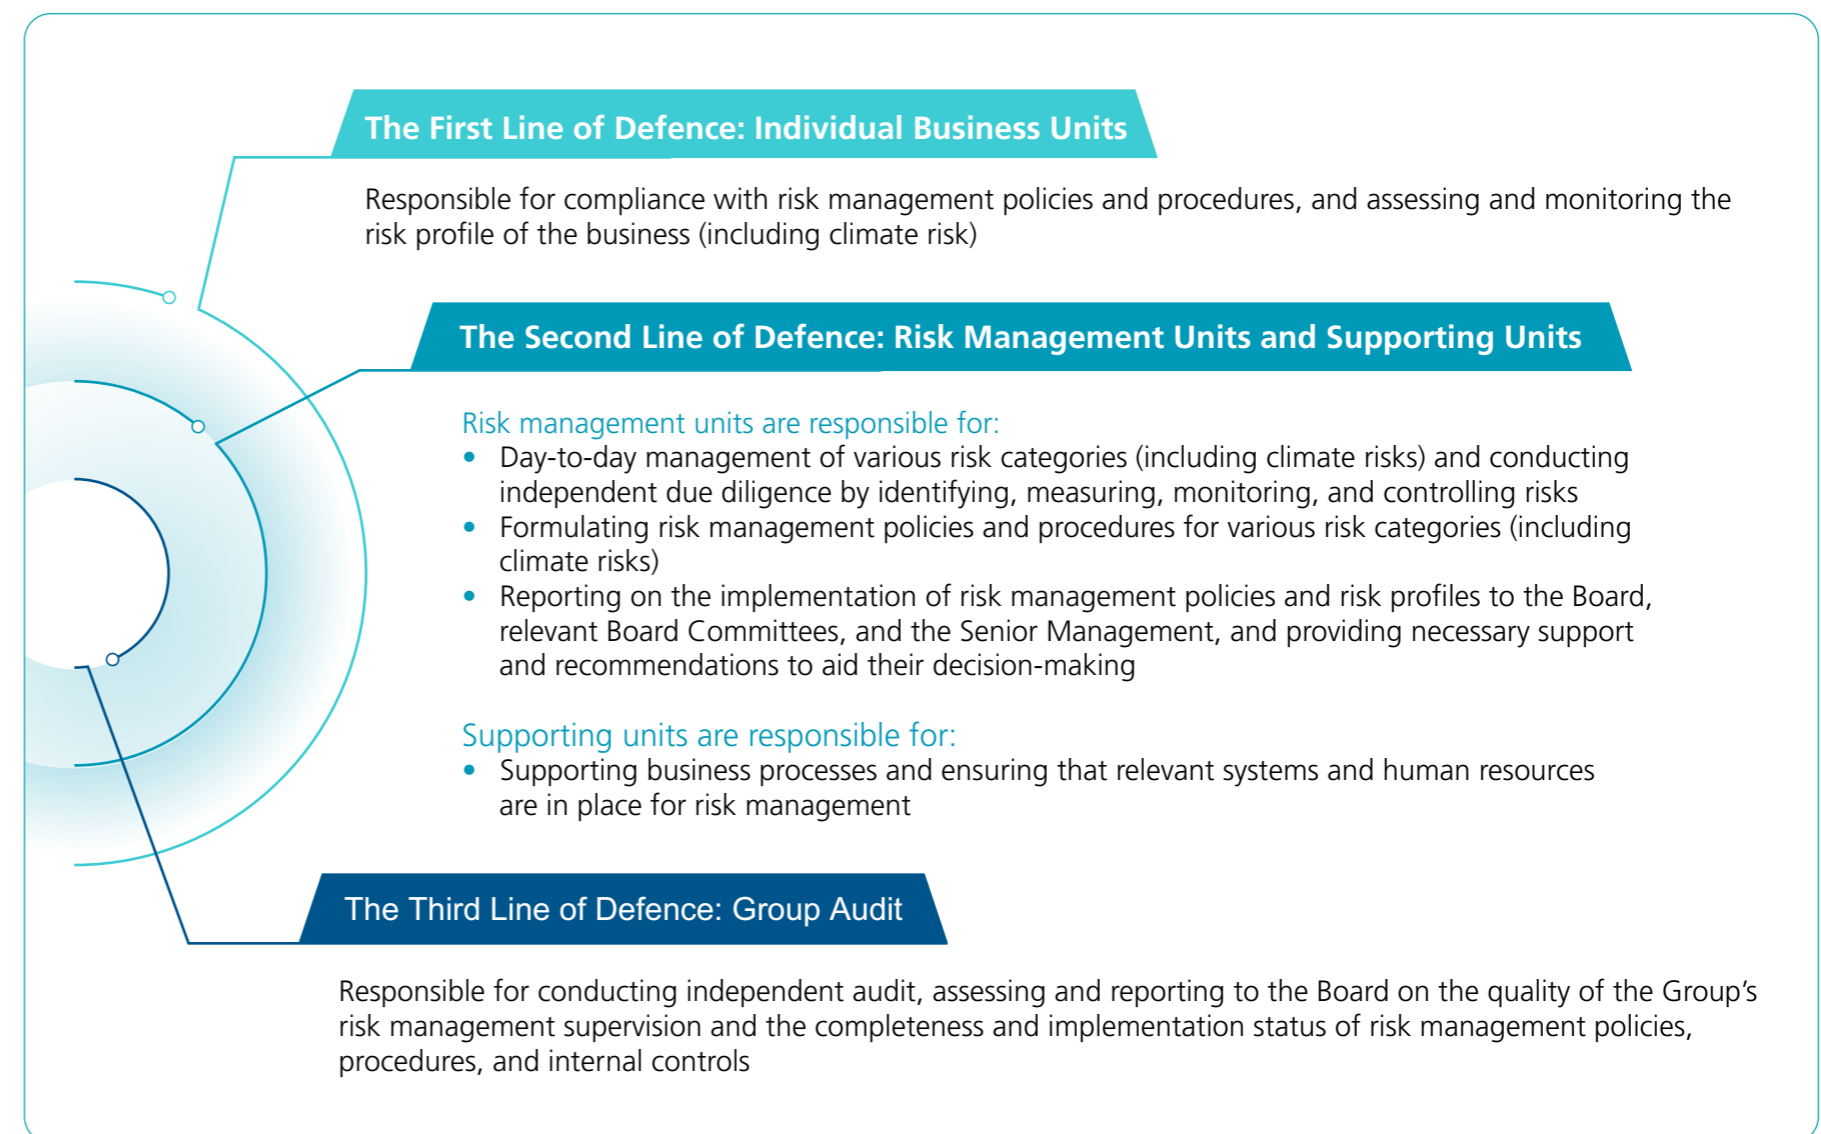 The First Line of Defence: Individual Business Units
Responsible for compliance with risk management policies and procedures, and assessing and monitoring the
risk profile of the business (including climate risk)
The Second Line of Defence: Risk Management Units and Supporting Units
Risk management units are responsible for:
• Day-to-day management of various risk categories (including climate risks) and conducting
independent due diligence by identifying, measuring, monitoring, and controlling risks
• Formulating risk management policies and procedures for various risk categories (including
climate risks)
• Reporting on the implementation of risk management policies and risk profiles to the Board,
relevant Board Committees, and the Senior Management, and providing necessary support
and recommendations to aid their decision-making
Supporting units are responsible for:
• Supporting business processes and ensuring that relevant systems and human resources
are in place for risk management
The Third Line of Defence: Group Audit
Responsible for conducting independent audit, assessing and reporting to the Board on the quality of the Group’s
risk management supervision and the completeness and implementation status of risk management policies,
procedures, and internal controls